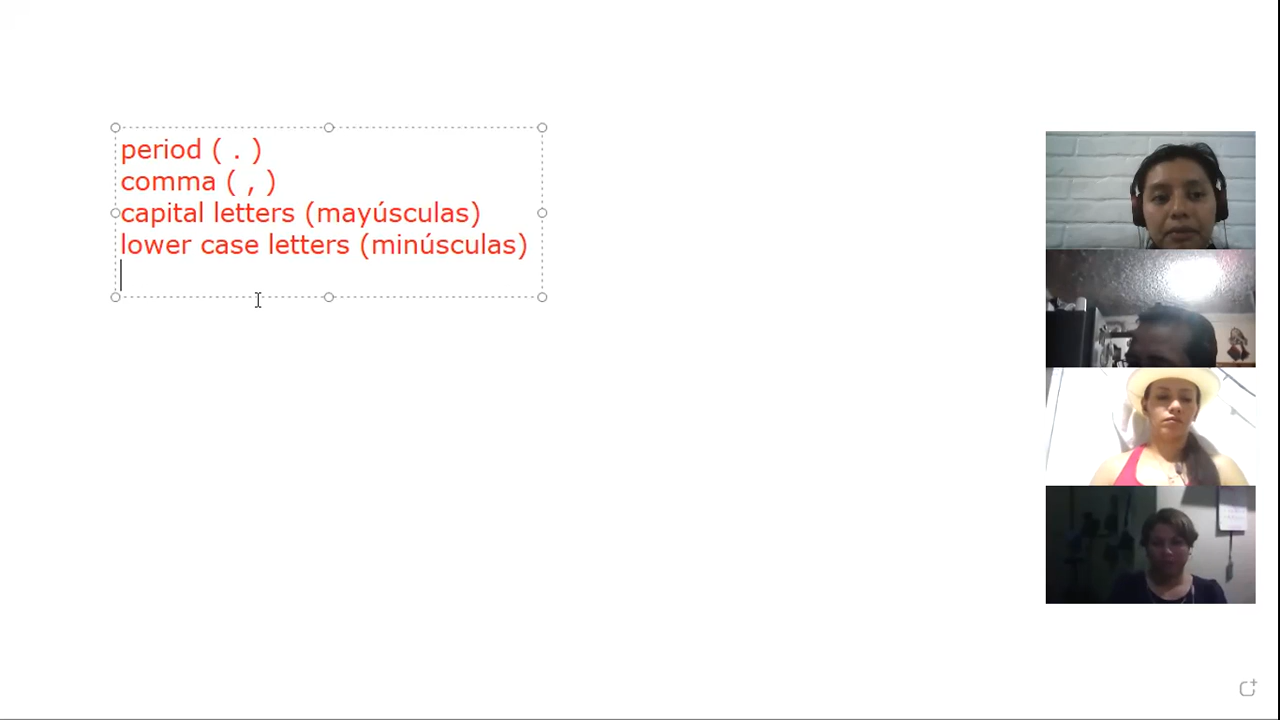 period ( . )
comma ( , )
capital letters (mayúsculas)
lower case letters (minúsculas)